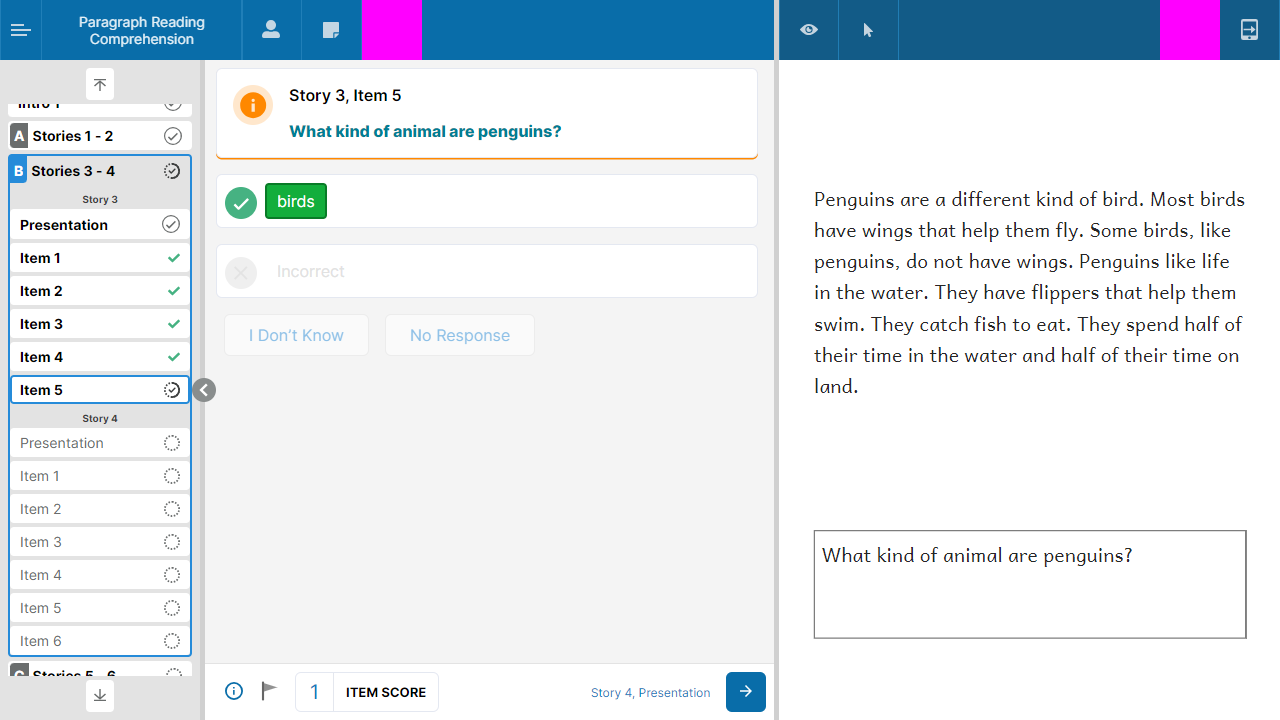 Paragraph Reading
Comprehension
Intro 1
A Stories 1 - 2
B Stories 3 - 4
Story 3
Presentation
Item 1
Item 2
Item 3
Item 4
Item 5
Story 4
Presentation
Item 1
Item 2
Item 3
Item 4
Item 5
Item 6
C Stories 5 - 6
Story 3, Item 5
What kind of animal are penguins?
birds
Incorrect
I Don’t Know
No Response
1 ITEM SCORE
Story 4, Presentation
Penguins are a different kind of bird. Most birds
have wings that help them fly. Some birds, like
penguins, do not have wings. Penguins like life
in the water. They have flippers that help them
swim. They catch fish to eat. They spend half of
their time in the water and half of their time on
land.
What kind of animal are penguins?